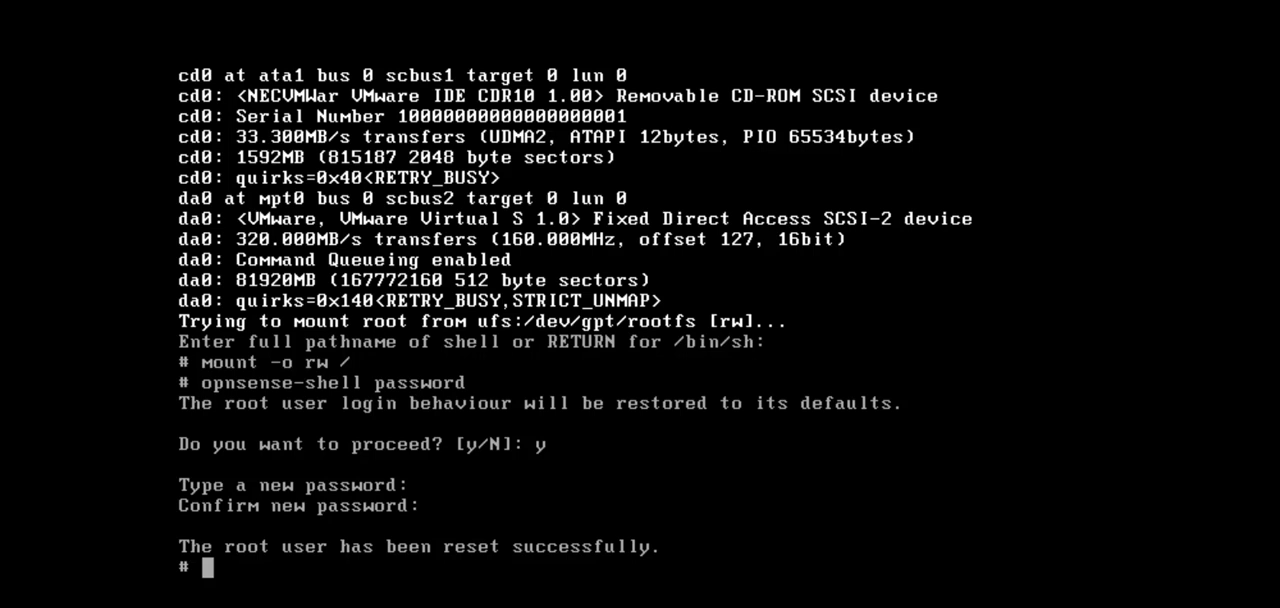 cd0 at ata1 bus 0 scbus1 target 0 lun 0
cd0: <NECVMWar VMware IDE CDR10 1.00> Removable CD-ROM SCSI device
cd0: Serial Number 10000000000000000001
cd0: 33.300MB/s transfers (UDMA2, ATAPI 12bytes, PIO 65534bytes)
cd0: 1592MB (815187 2048 byte sectors)
cd0: quirks=0x40<RETRY_BUSY>
da0 at mpt0 bus 0 scbus2 target 0 lun 0
da0: <VMware, VMware Virtual S 1.0> Fixed Direct Access SCSI-2 device
da0: 320.000MB/s transfers (160.000MHz, offset 127, 16bit)
da0: Command Queueing enabled
da0: 81920MB (167772160 512 byte sectors)
da0: quirks=0x140<RETRY_BUSY,STRICT_UNMAP>
Trying to mount root from ufs:/dev/gpt/rootfs [rw]...
Enter full pathname of shell or RETURN for /bin/sh:
# mount -o rw /
# opnsense-shell password
The root user login behaviour will be restored to its defaults.
Do you want to proceed? [y/N]: y
Type a new password:
Confirm new password:
The root user has been reset successfully.
#